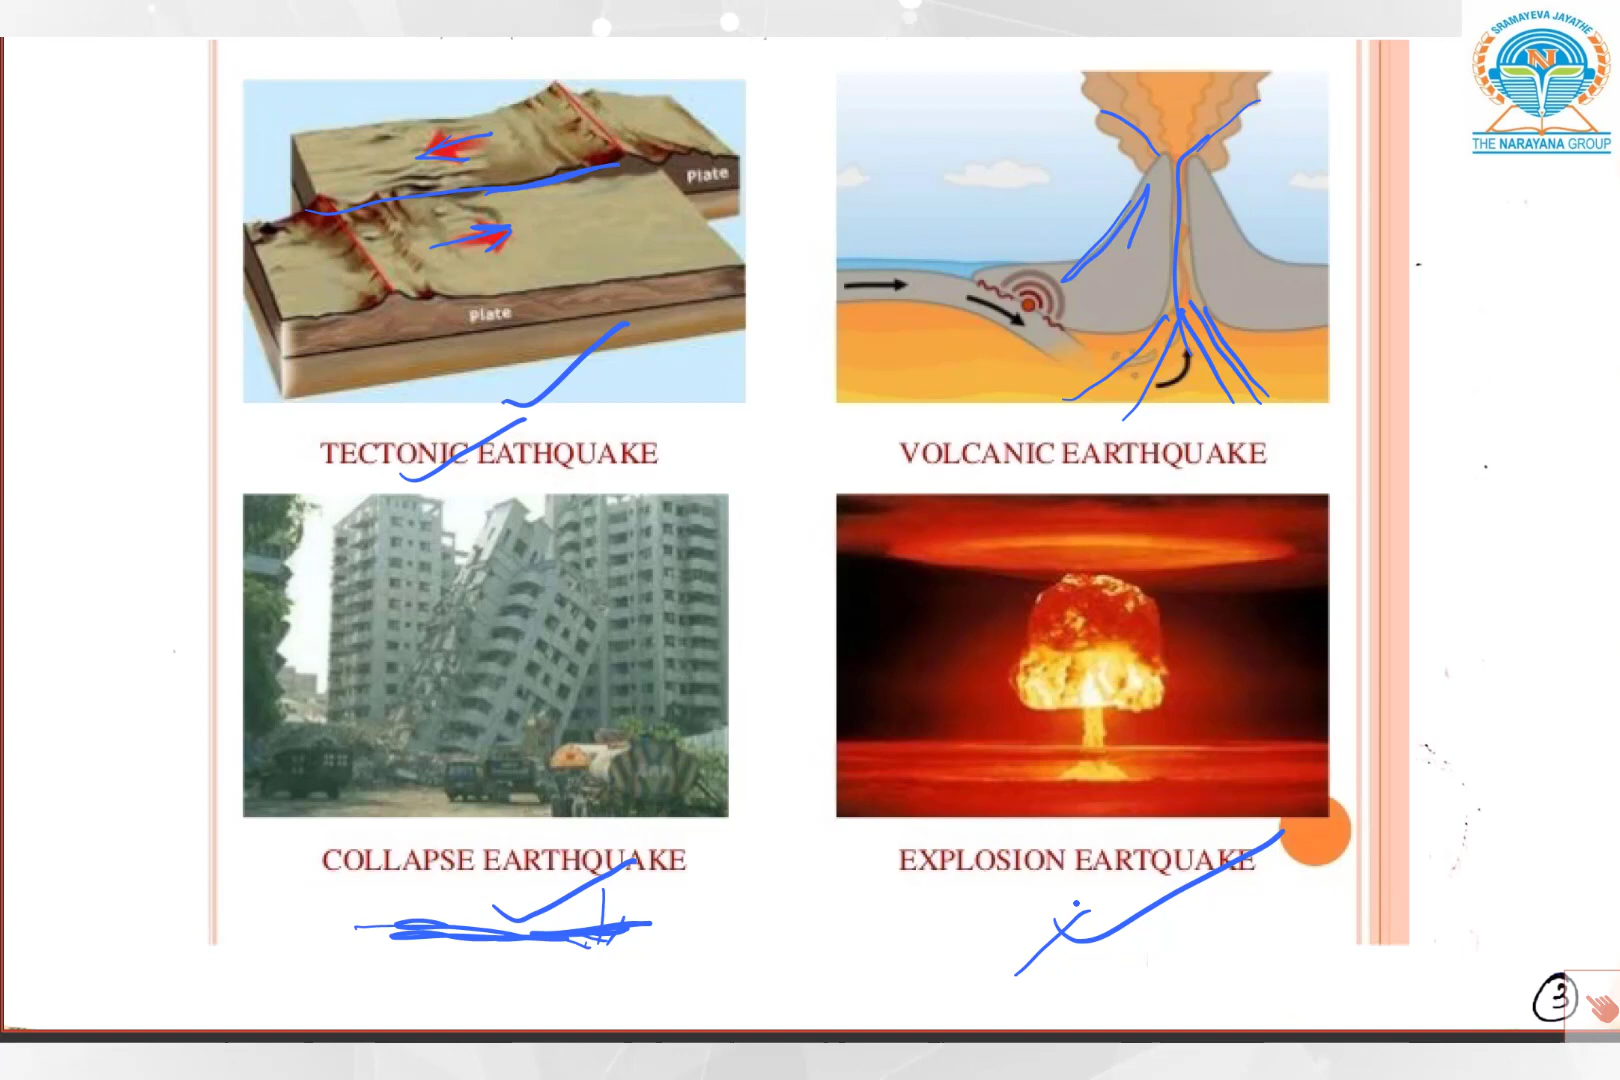 SRAMAYEVA JAYATHE
N
THE NARAYANA GROUP
Plate
Plate
TECTONIC EATHQUAKE
VOLCANIC EARTHQUAKE
COLLAPSE EARTHQUAKE
EXPLOSION EARTQUAKE
3